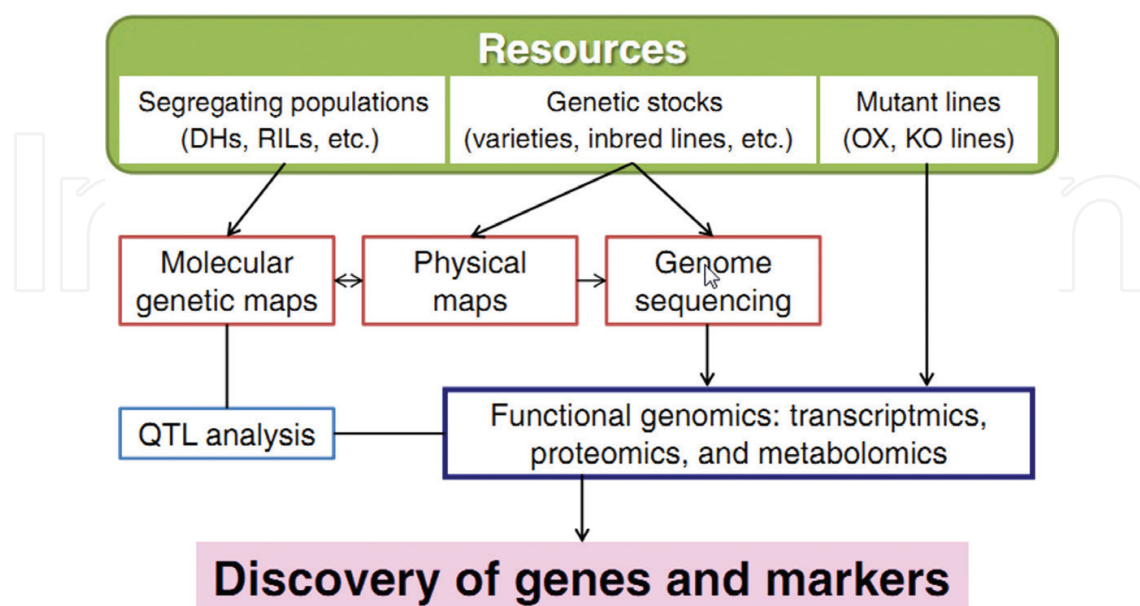 Resources
Segregating populations
(DHs, RILs, etc.)
Genetic stocks
(varieties, inbred lines, etc.)
Mutant lines
(OX, KO lines)
Molecular
genetic maps
Physical
maps
Genome
sequencing
QTL analysis
Functional genomics: transcriptmics,
proteomics, and metabolomics
Discovery of genes and markers